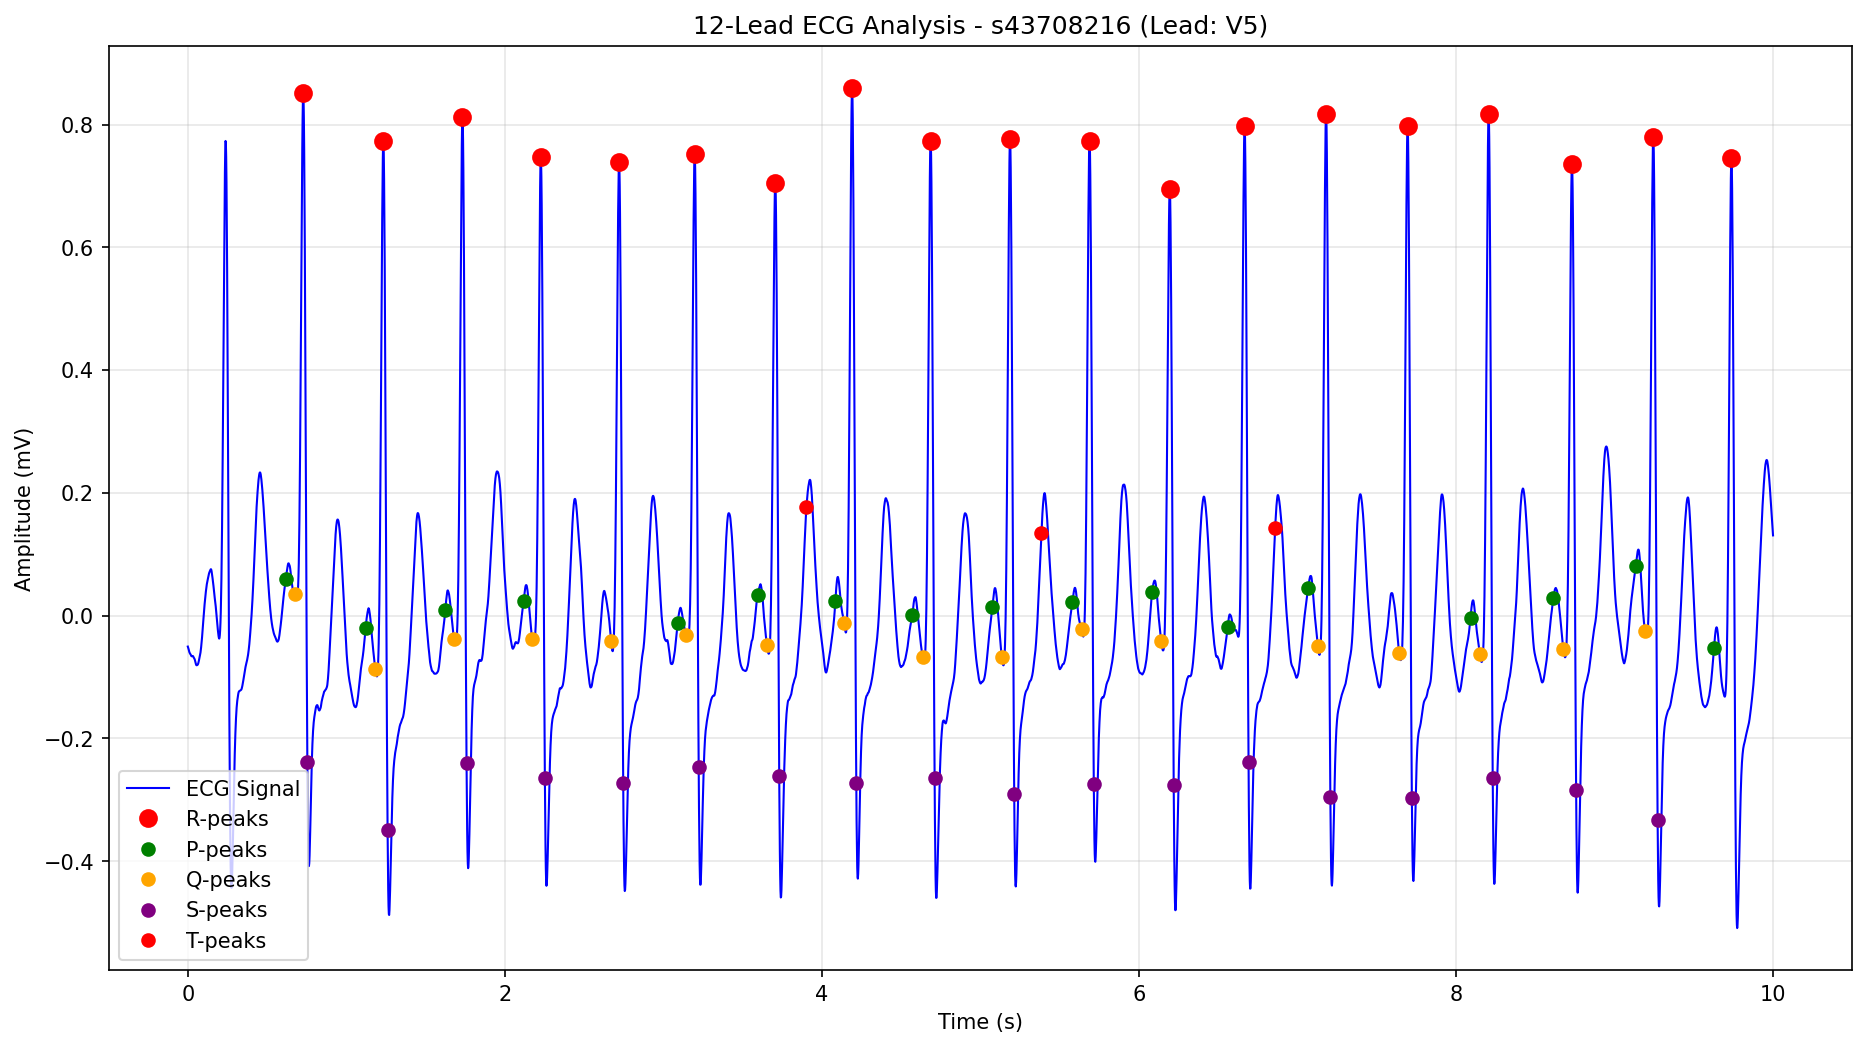 12-Lead ECG Analysis - s43708216 (Lead: V5)
Amplitude (mV)
0.8
0.6
0.4
0.2
0.0
−0.2
−0.4
ECG Signal
R-peaks
P-peaks
Q-peaks
S-peaks
T-peaks
0 2 4 6 8 10
Time (s)